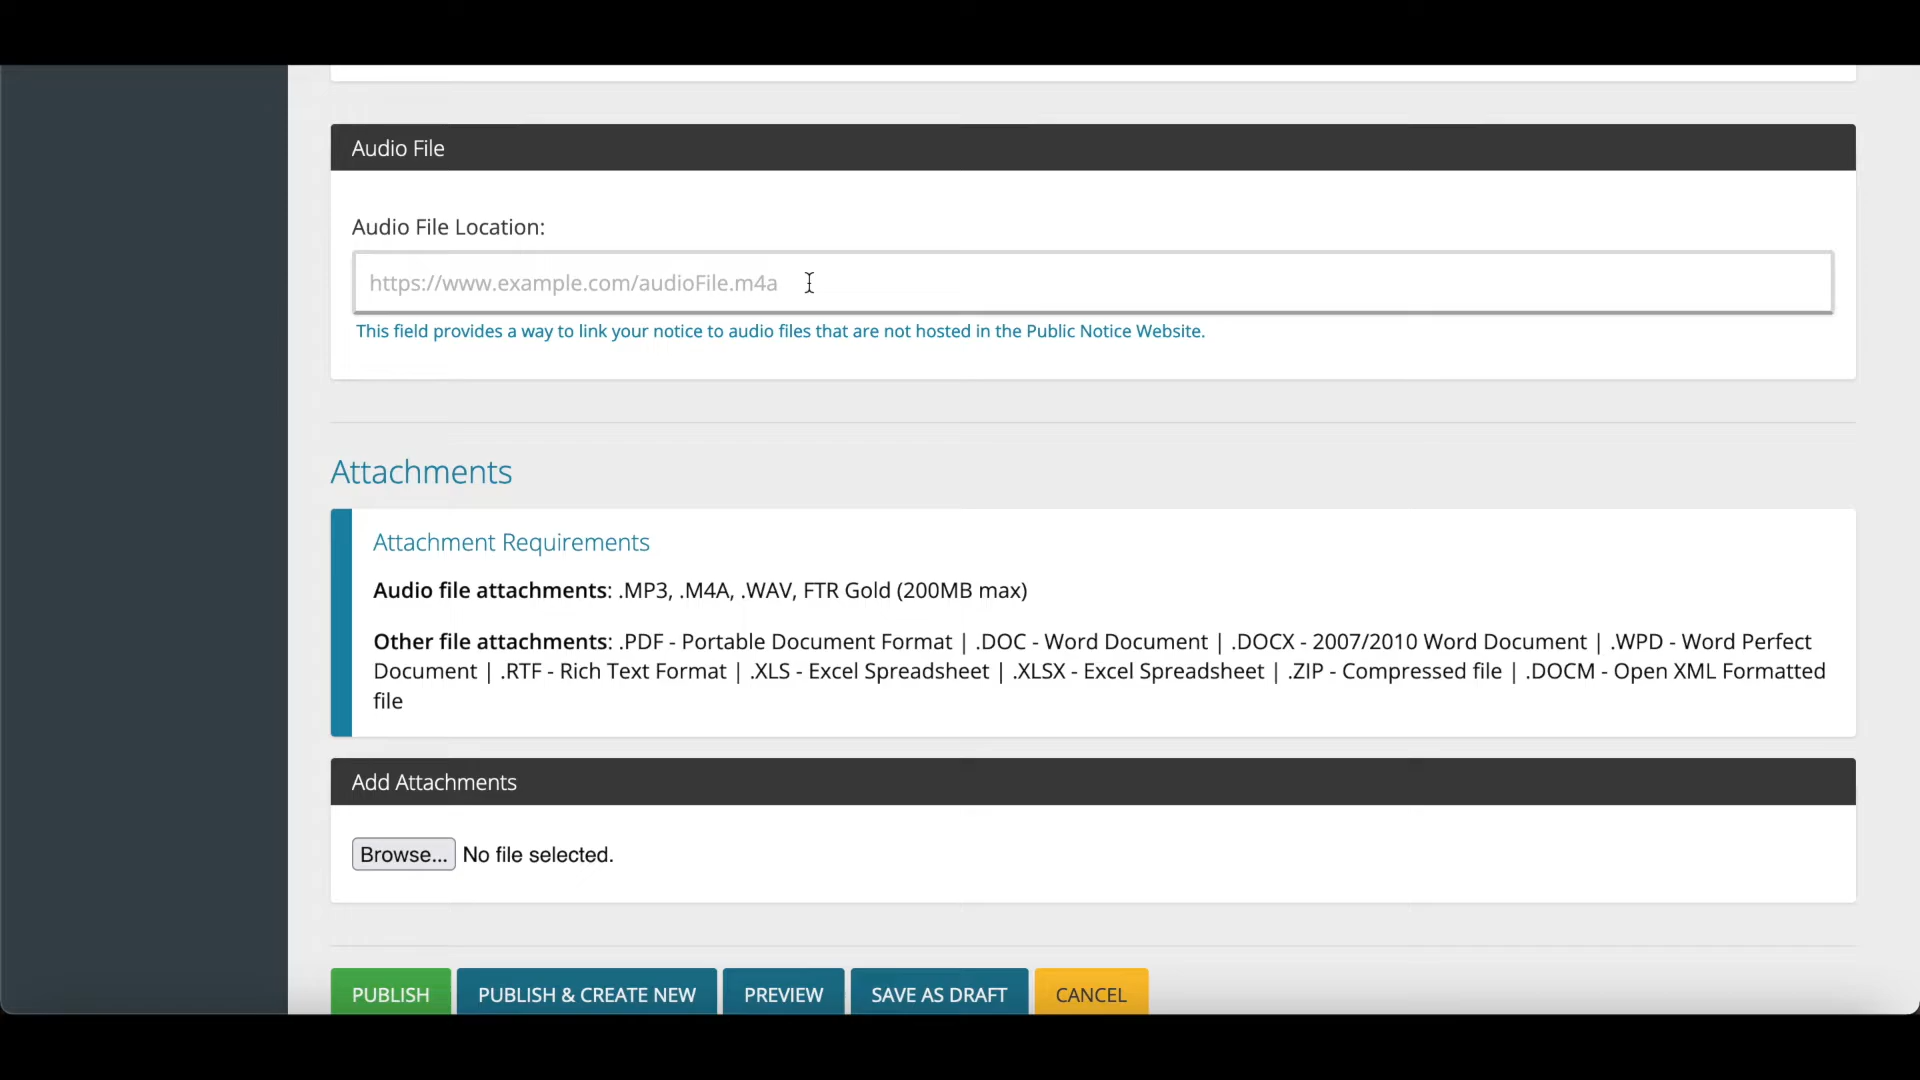 Audio File
Audio File Location:
https://www.example.com/audioFile.m4a
This field provides a way to link your notice to audio files that are not hosted in the Public Notice Website.
Attachments
Attachment Requirements
Audio file attachments: .MP3, .M4A, .WAV, FTR Gold (200MB max)
Other file attachments: .PDF - Portable Document Format | .DOC - Word Document | .DOCX - 2007/2010 Word Document | .WPD - Word Perfect
Document | .RTF - Rich Text Format | .XLS - Excel Spreadsheet | .XLSX - Excel Spreadsheet | .ZIP - Compressed file | .DOCM - Open XML Formatted
file
Add Attachments
Browse... No file selected.
PUBLISH PUBLISH & CREATE NEW PREVIEW SAVE AS DRAFT CANCEL